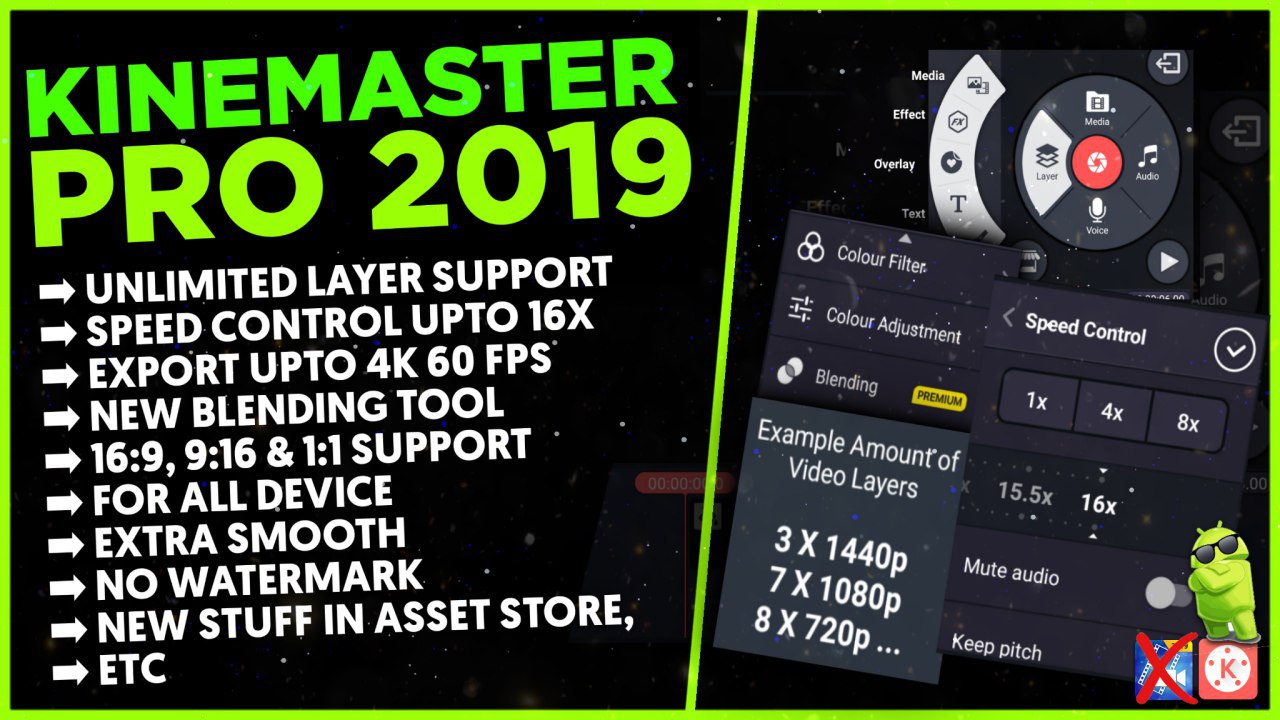 KINEMASTER
PRO 2019
➡ UNLIMITED LAYER SUPPORT
➡ SPEED CONTROL UPTO 16X
➡ EXPORT UPTO 4K 60 FPS
➡ NEW BLENDING TOOL
➡ 16:9, 9:16 & 1:1 SUPPORT
➡ FOR ALL DEVICE
➡ EXTRA SMOOTH
➡ NO WATERMARK
➡ NEW STUFF IN ASSET STORE,
➡ ETC
Media
Effect
Overlay
Text
T
FX
Media
Layer
Audio
Voice
Audio
Colour Filter
Colour Adjustment
Blending
PREMIUM
Example Amount of
Video Layers
3 X 1440p
7 X 1080p
8 X 720p ...
Speed Control
1x
4x
8x
15.5x
16x
Mute audio
Keep pitch
K